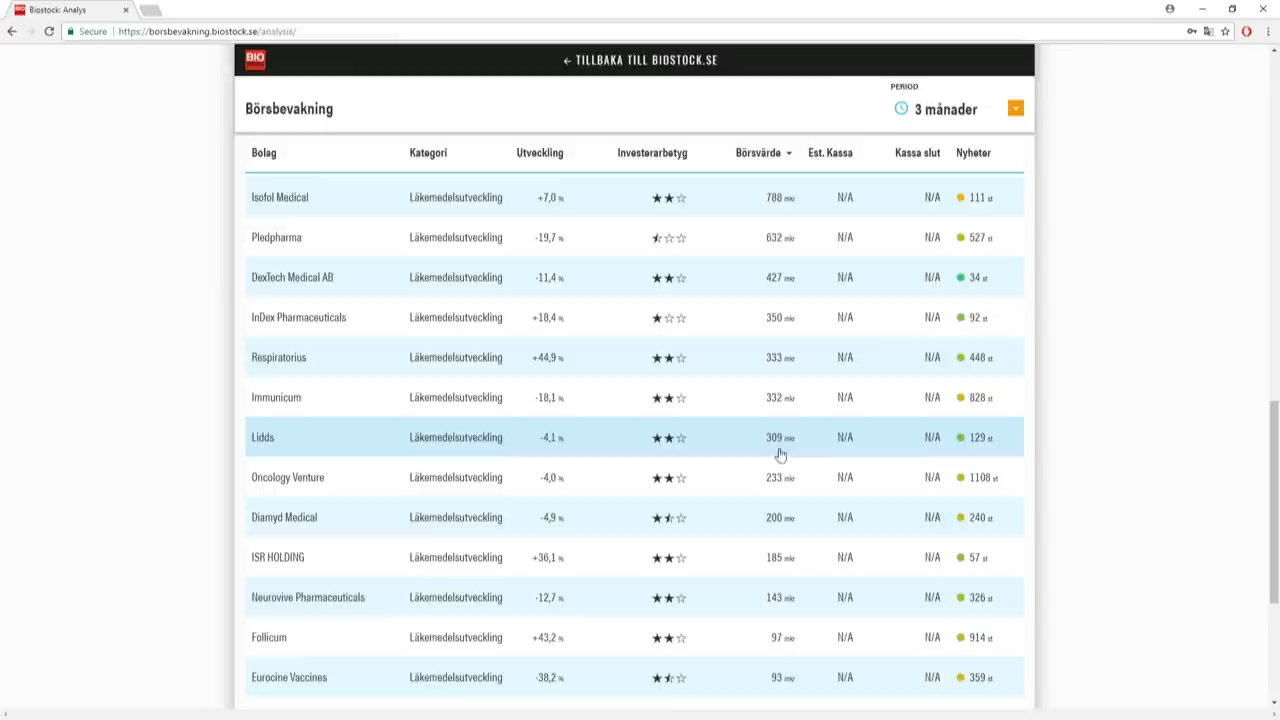 Biostock: Analys
Secure https://borsbevakning.biostock.se/analysis/
BIO
← TILLBAKA TILL BIOSTOCK.SE
PERIOD
Börsbevakning
3 månader
Bolag Kategori Utveckling Investerarbetyg Börsvärde Est. Kassa Kassa slut Nyheter
Isofol Medical Läkemedelsutveckling +7,0 % ★★☆ 788 mkr N/A N/A 111 st
Pledpharma Läkemedelsutveckling -19,7 % 632 mkr N/A N/A 527 st
DexTech Medical AB Läkemedelsutveckling -11,4 % ★★☆ 427 mkr N/A N/A 34 st
InDex Pharmaceuticals Läkemedelsutveckling +18,4 % ★☆☆ 350 mkr N/A N/A 92 st
Respiratorius Läkemedelsutveckling +44,9 % ★★☆ 333 mkr N/A N/A 448 st
Immunicum Läkemedelsutveckling -18,1 % ★★☆ 332 mkr N/A N/A 828 st
Lidds Läkemedelsutveckling -4,1 % ★★☆ 309 mkr N/A N/A 129 st
Oncology Venture Läkemedelsutveckling -4,0 % ★★☆ 233 mkr N/A N/A 1108 st
Diamyd Medical Läkemedelsutveckling -4,9 % 200 mkr N/A N/A 240 st
ISR HOLDING Läkemedelsutveckling +36,1 % ★★☆ 185 mkr N/A N/A 57 st
Neurovive Pharmaceuticals Läkemedelsutveckling -12,7 % ★★☆ 143 mkr N/A N/A 326 st
Follicum Läkemedelsutveckling +43,2 % ★★☆ 97 mkr N/A N/A 914 st
Eurocine Vaccines Läkemedelsutveckling -38,2 % 93 mkr N/A N/A 359 st